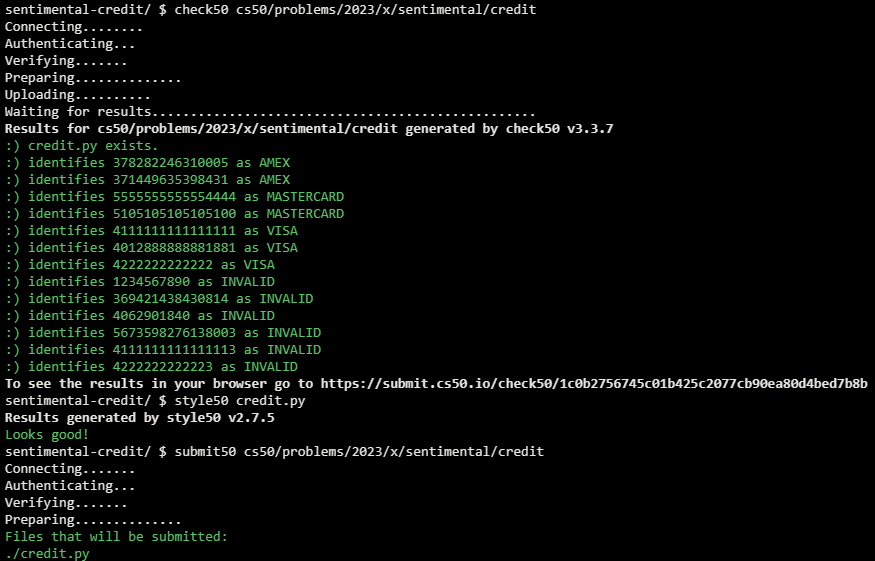 sentimental-credit/ $ check50 cs50/problems/2023/x/sentimental/credit
Connecting........
Authenticating...
Verifying.......
Preparing..............
Uploading..........
Waiting for results..................................................
Results for cs50/problems/2023/x/sentimental/credit generated by check50 v3.3.7
:) credit.py exists.
:) identifies 378282246310005 as AMEX
:) identifies 371449635398431 as AMEX
:) identifies 5555555555554444 as MASTERCARD
:) identifies 5105105105105100 as MASTERCARD
:) identifies 4111111111111111 as VISA
:) identifies 4012888888881881 as VISA
:) identifies 4222222222222 as VISA
:) identifies 1234567890 as INVALID
:) identifies 369421438430814 as INVALID
:) identifies 4062901840 as INVALID
:) identifies 5673598276138003 as INVALID
:) identifies 4111111111111113 as INVALID
:) identifies 4222222222223 as INVALID
To see the results in your browser go to https://submit.cs50.io/check50/1c0b2756745c01b425c2077cb90ea80d4bed7b8b
sentimental-credit/ $ style50 credit.py
Results generated by style50 v2.7.5
Looks good!
sentimental-credit/ $ submit50 cs50/problems/2023/x/sentimental/credit
Connecting.......
Authenticating...
Verifying.......
Preparing..............
Files that will be submitted:
./credit.py